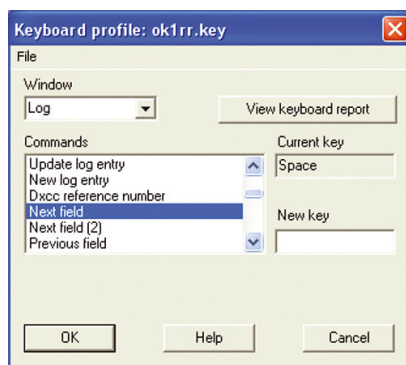 Keyboard profile: ok1rr.key
File
Window
Log
View keyboard report
Commands
Current key
Update log entry
New log entry
Dxcc reference number
Next field
Next field (2)
Previous field
Space
New key
OK
Help
Cancel